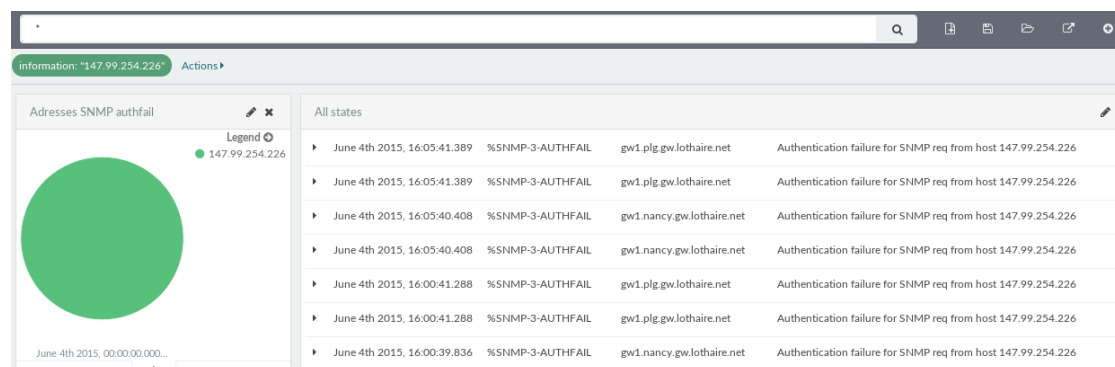 *
information: "147.99.254.226" Actions
Adresses SNMP authfail
Legend
147.99.254.226
June 4th 2015, 00:00:00.000...
All states
June 4th 2015, 16:05:41.389 %SNMP-3-AUTHFAIL gw1.plg.gw.lothaire.net Authentication failure for SNMP req from host 147.99.254.226
June 4th 2015, 16:05:41.389 %SNMP-3-AUTHFAIL gw1.plg.gw.lothaire.net Authentication failure for SNMP req from host 147.99.254.226
June 4th 2015, 16:05:40.408 %SNMP-3-AUTHFAIL gw1.nancy.gw.lothaire.net Authentication failure for SNMP req from host 147.99.254.226
June 4th 2015, 16:05:40.408 %SNMP-3-AUTHFAIL gw1.nancy.gw.lothaire.net Authentication failure for SNMP req from host 147.99.254.226
June 4th 2015, 16:00:41.288 %SNMP-3-AUTHFAIL gw1.plg.gw.lothaire.net Authentication failure for SNMP req from host 147.99.254.226
June 4th 2015, 16:00:41.288 %SNMP-3-AUTHFAIL gw1.plg.gw.lothaire.net Authentication failure for SNMP req from host 147.99.254.226
June 4th 2015, 16:00:39.836 %SNMP-3-AUTHFAIL gw1.nancy.gw.lothaire.net Authentication failure for SNMP req from host 147.99.254.226